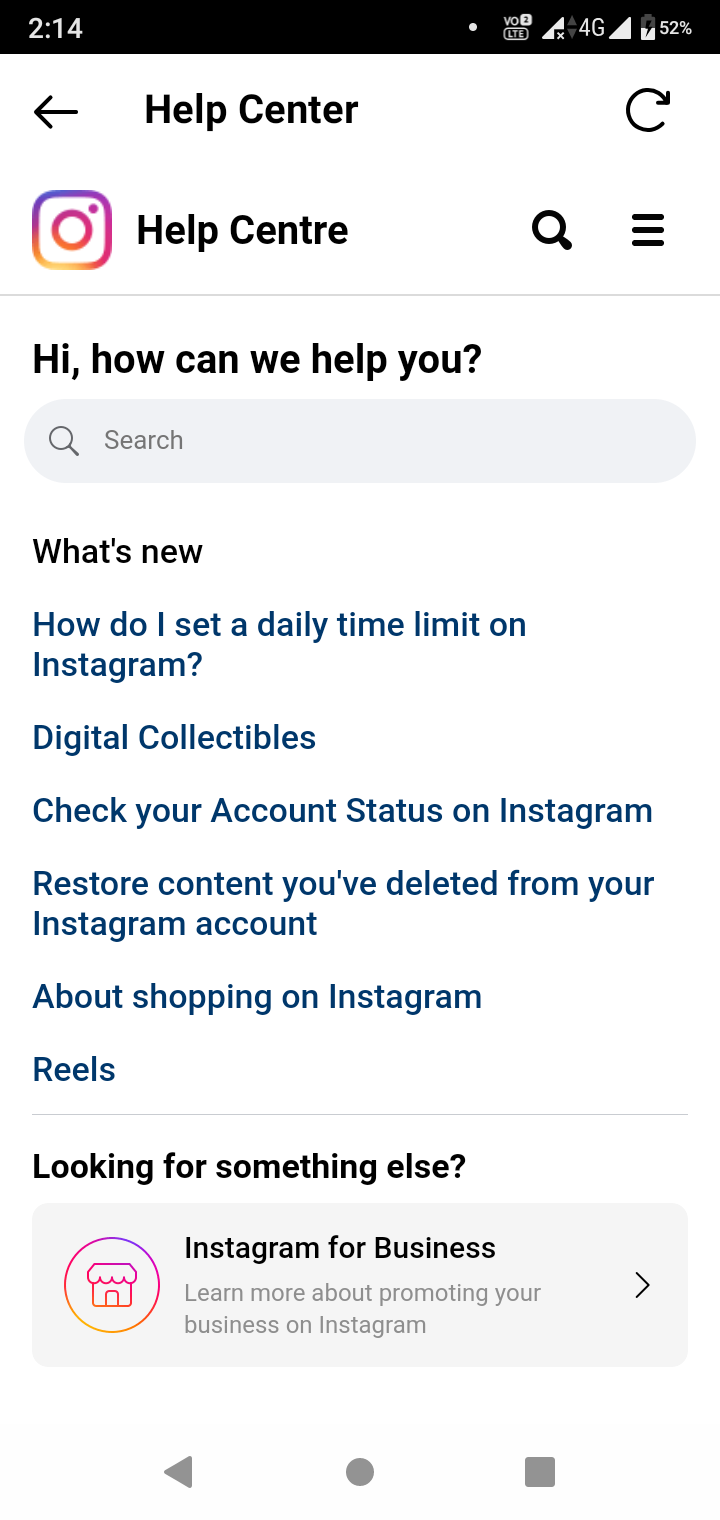 2:14
VO 2 LTE 4G 52%
Help Center
Help Centre
Hi, how can we help you?
Search
What's new
How do I set a daily time limit on
Instagram?
Digital Collectibles
Check your Account Status on Instagram
Restore content you've deleted from your
Instagram account
About shopping on Instagram
Reels
Looking for something else?
Instagram for Business
Learn more about promoting your
business on Instagram